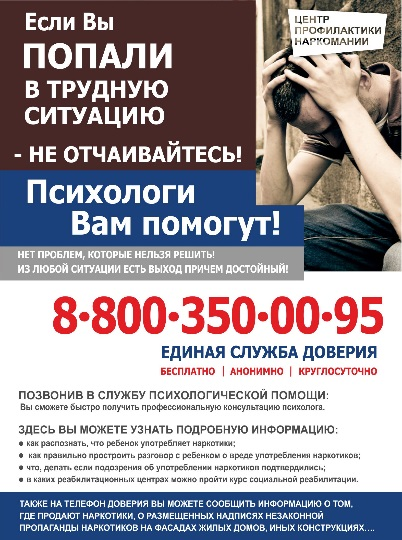 Если Вы
ПОПАЛИ
В ТРУДНУЮ
СИТУАЦИЮ
- НЕ ОТЧАИВАЙТЕСЬ!
ЦЕНТР
ПРОФИЛАКТИКИ
НАРКОМАНИИ
Психологи
Вам помогут!
НЕТ ПРОБЛЕМ, КОТОРЫЕ НЕЛЬЗЯ РЕШИТЬ!
ИЗ ЛЮБОЙ СИТУАЦИИ ЕСТЬ ВЫХОД ПРИЧЕМ ДОСТОЙНЫЙ!
8·800·350·00·95
ЕДИНАЯ СЛУЖБА ДОВЕРИЯ
БЕСПЛАТНО | АНОНИМНО | КРУГЛОСУТОЧНО
ПОЗВОНИВ В СЛУЖБУ ПСИХОЛОГИЧЕСКОЙ ПОМОЩИ:
Вы сможете быстро получить профессиональную консультацию психолога.
ЗДЕСЬ ВЫ МОЖЕТЕ УЗНАТЬ ПОДРОБНУЮ ИНФОРМАЦИЮ:
● как распознать, что ребенок употребляет наркотики;
● как правильно построить разговор с ребенком о вреде употребления наркотиков;
● что, делать если подозрения об употреблении наркотиков подтвердились;
● в каких реабилитационных центрах можно пройти курс социальной реабилитации.
ТАКЖЕ НА ТЕЛЕФОН ДОВЕРИЯ ВЫ МОЖЕТЕ СООБЩИТЬ ИНФОРМАЦИЮ О ТОМ,
ГДЕ ПРОДАЮТ НАРКОТИКИ, О РАЗМЕЩЕННЫХ НАДПИСЯХ НЕЗАКОННОЙ
ПРОПАГАНДЫ НАРКОТИКОВ НА ФАСАДАХ ЖИЛЫХ ДОМОВ, ИНЫХ КОНСТРУКЦИЯХ....